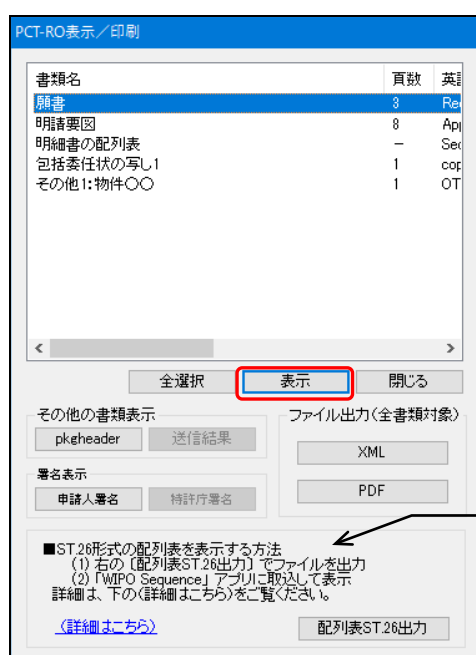 PCT-RO表示／印刷
書類名 頁数 英
願書 3 Re
明請要図 8 Ap
明細書の配列表 － Sec
包括委任状の写し1 1 cop
その他1:物件〇〇 1 OT
全選択 表示 閉じる
その他の書類表示
pkgheader 送信結果
ファイル出力(全書類対象)
XML
PDF
署名表示
申請人署名 特許庁署名
■ST.26形式の配列表を表示する方法
(1) 右の〔配列表ST.26出力〕でファイルを出力
(2)「WIPO Sequence」アプリに取込して表示
詳細は、下の(詳細はこちら)をご覧ください。
(詳細はこちら)
配列表ST.26出力